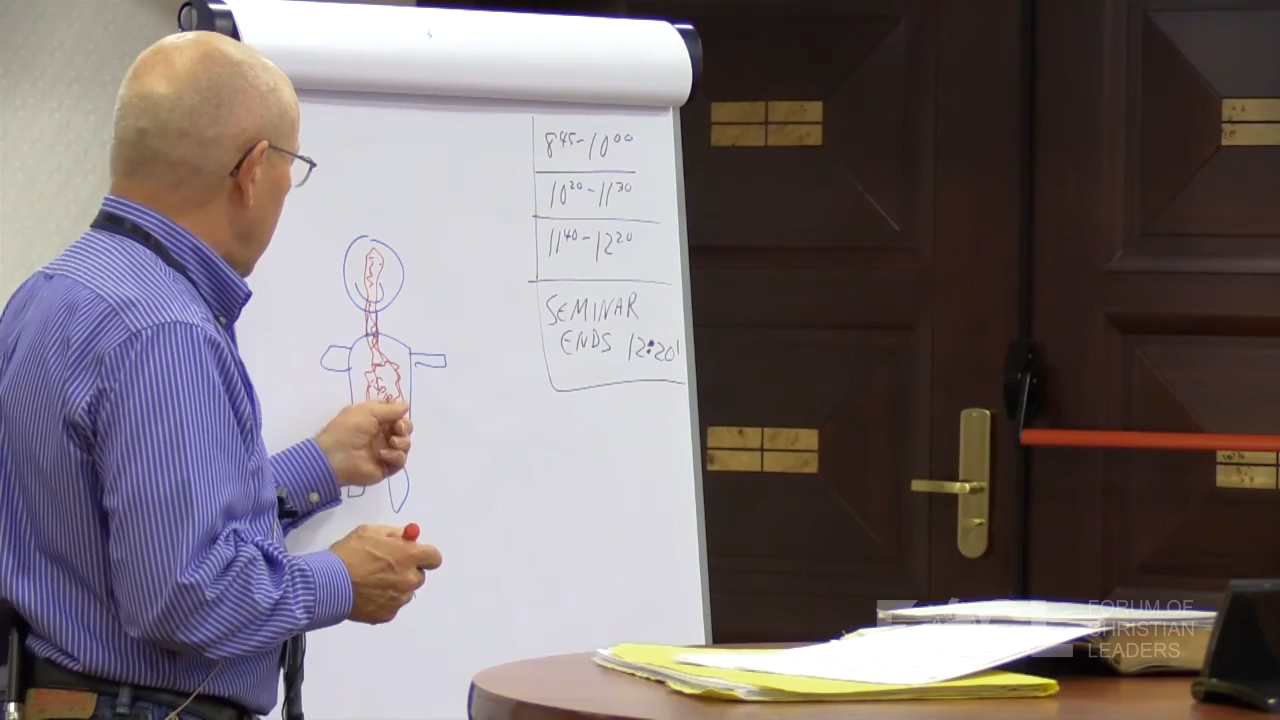 8⁴⁵-10⁰⁰
10²⁰-11³⁰
11⁴⁰-12²⁰
SEMINAR
ENDS 12:20!
FORUM OF
CHRISTIAN
LEADERS